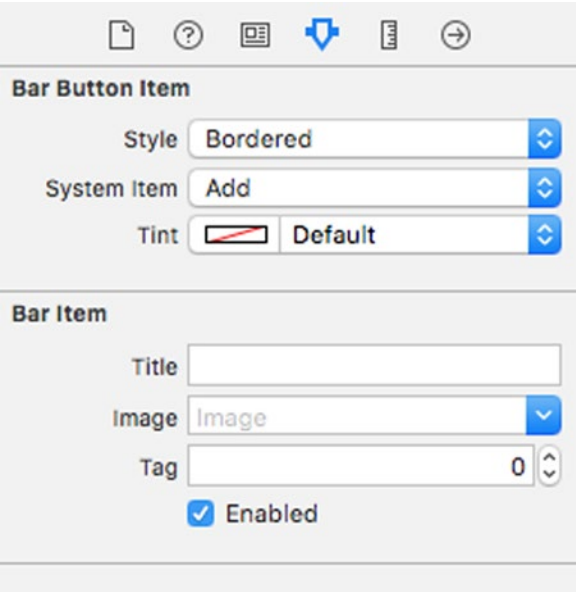 Bar Button Item
Style Bordered
System Item Add
Tint Default
Bar Item
Title
Image Image
Tag 0
Enabled